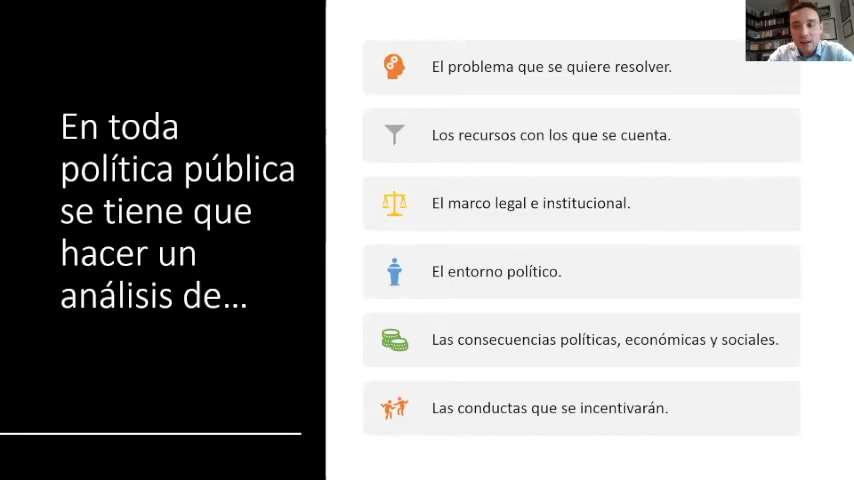 En toda
política pública
se tiene que
hacer un
análisis de...
El problema que se quiere resolver.
Los recursos con los que se cuenta.
El marco legal e institucional.
El entorno político.
Las consecuencias políticas, económicas y sociales.
Las conductas que se incentivarán.